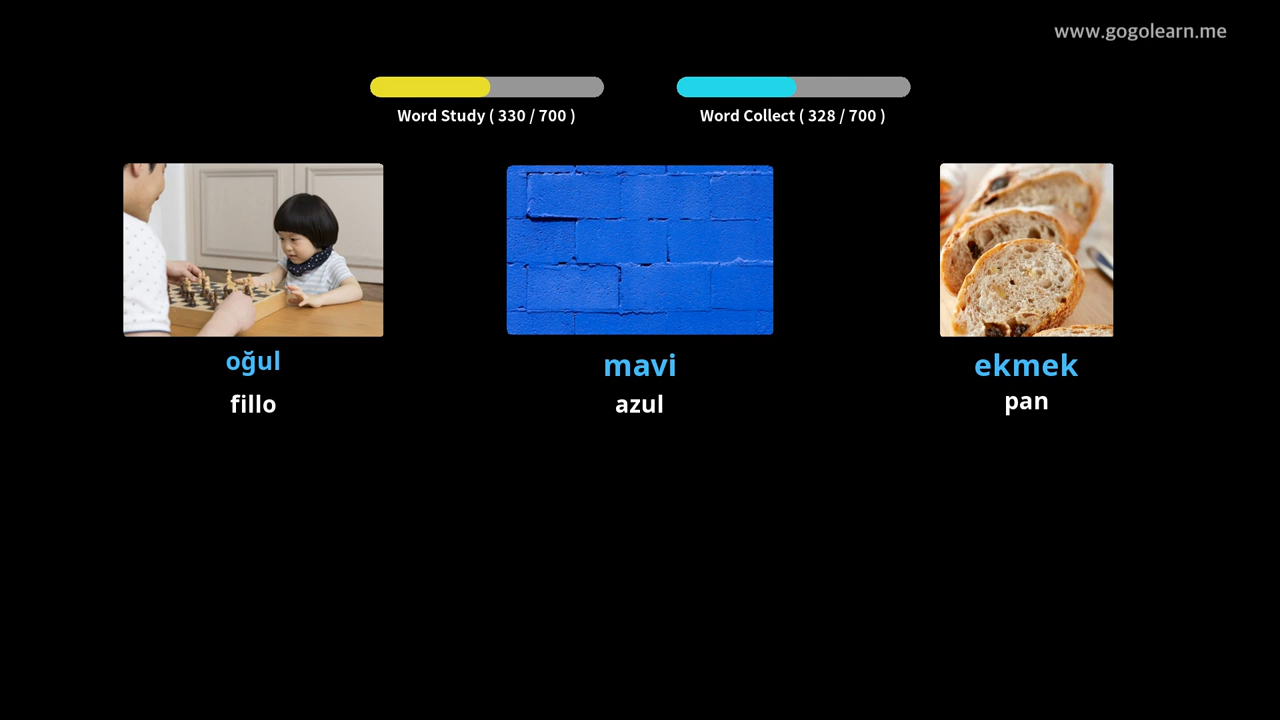 www.gogolearn.me
Word Study ( 330 / 700 )
Word Collect ( 328 / 700 )
oğul
fillo
mavi
azul
ekmek
pan